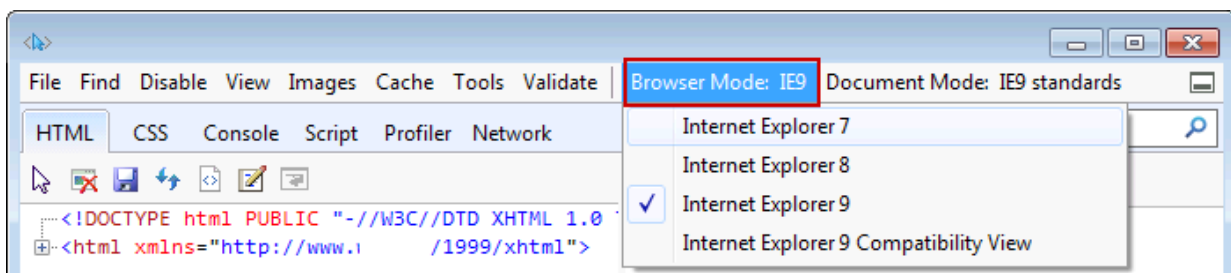 File Find Disable View Images Cache Tools Validate Browser Mode: IE9 Document Mode: IE9 standards
HTML CSS Console Script Profiler Network
Internet Explorer 7
Internet Explorer 8
Internet Explorer 9
Internet Explorer 9 Compatibility View
<!DOCTYPE html PUBLIC "-//W3C//DTD XHTML 1.0
<html xmlns="http://www. /1999/xhtml">